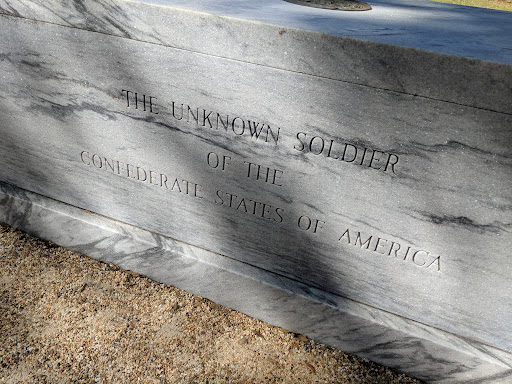 THE UNKNOWN SOLDIER
OF THE
CONFEDERATE STATES OF AMERICA